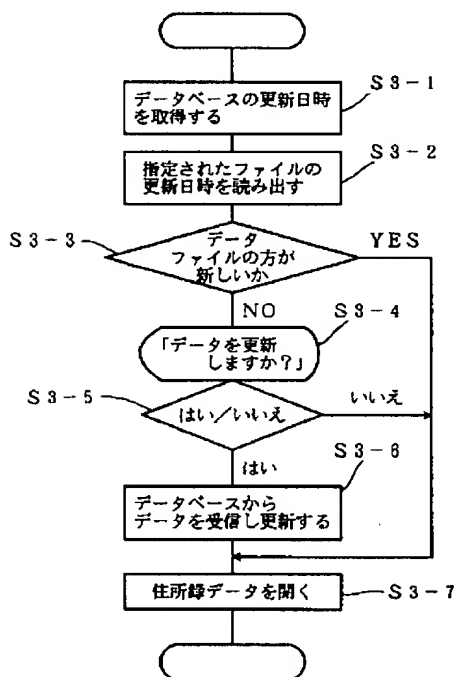 S3-1
データベースの更新日時
を取得する
S3-2
指定されたファイルの
更新日時を読み出す
S3-3
データ
ファイルの方が
新しいか
YES
NO
S3-4
「データを更新
しますか?」
S3-5
はい/いいえ
いいえ
はい
S3-6
データベースから
データを受信し更新する
住所録データを開く
S3-7